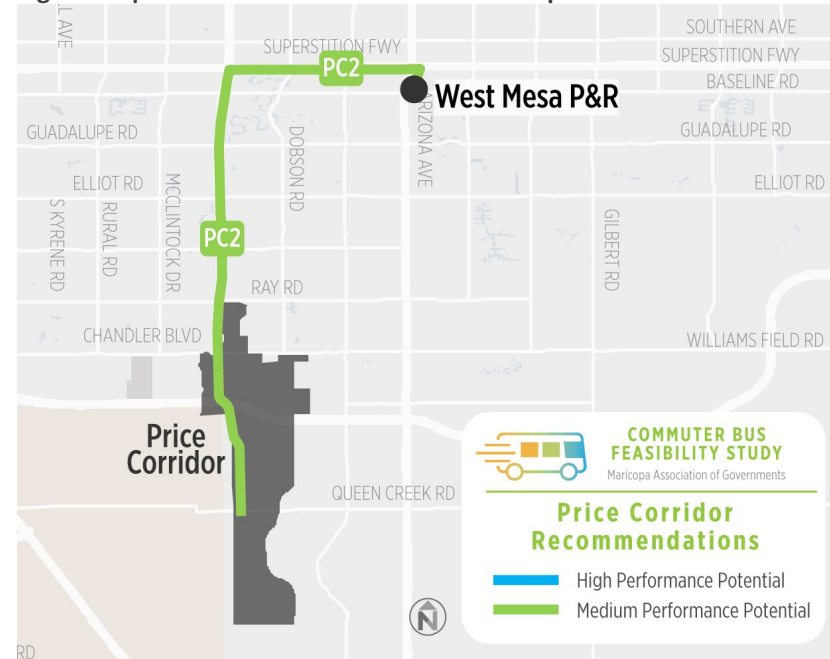 LL AVE
SOUTHERN AVE
SUPERSTITION FWY
SUPERSTITION FWY
PC2
BASELINE RD
West Mesa P&R
GUADALUPE RD
ARIZONA AVE
GUADALUPE RD
DOBSON RD
ELLIOT RD
ELLIOT RD
MCCLINTOCK DR
S KYRENE RD
RURAL RD
GILBERT RD
PC2
RAY RD
CHANDLER BLVD
WILLIAMS FIELD RD
Price
Corridor
QUEEN CREEK RD
COMMUTER BUS
FEASIBILITY STUDY
Maricopa Association of Governments
Price Corridor
Recommendations
High Performance Potential
Medium Performance Potential
N
RD